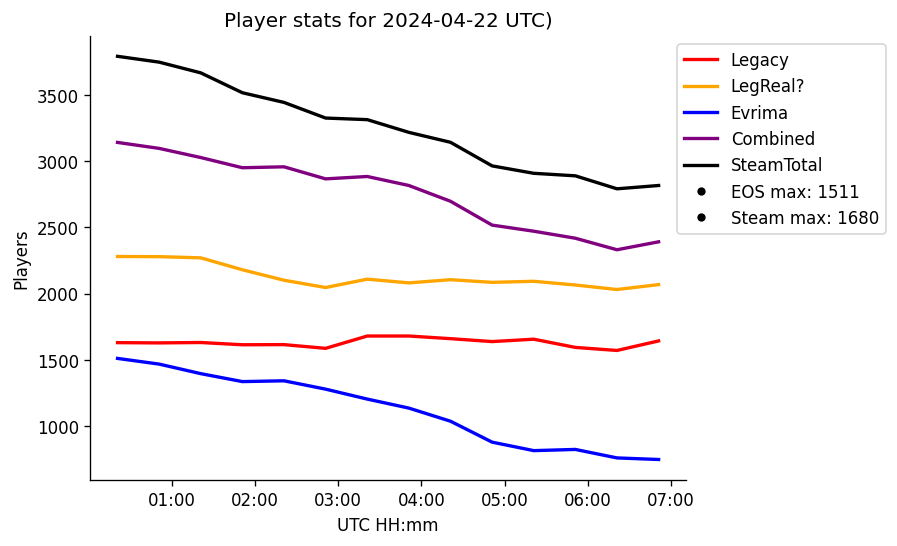 Player stats for 2024-04-22 UTC)
Legacy
LegReal?
Evrima
Combined
SteamTotal
EOS max: 1511
Steam max: 1680
Players
3500
3000
2500
2000
1500
1000
01:00 02:00 03:00 04:00 05:00 06:00 07:00
UTC HH:mm